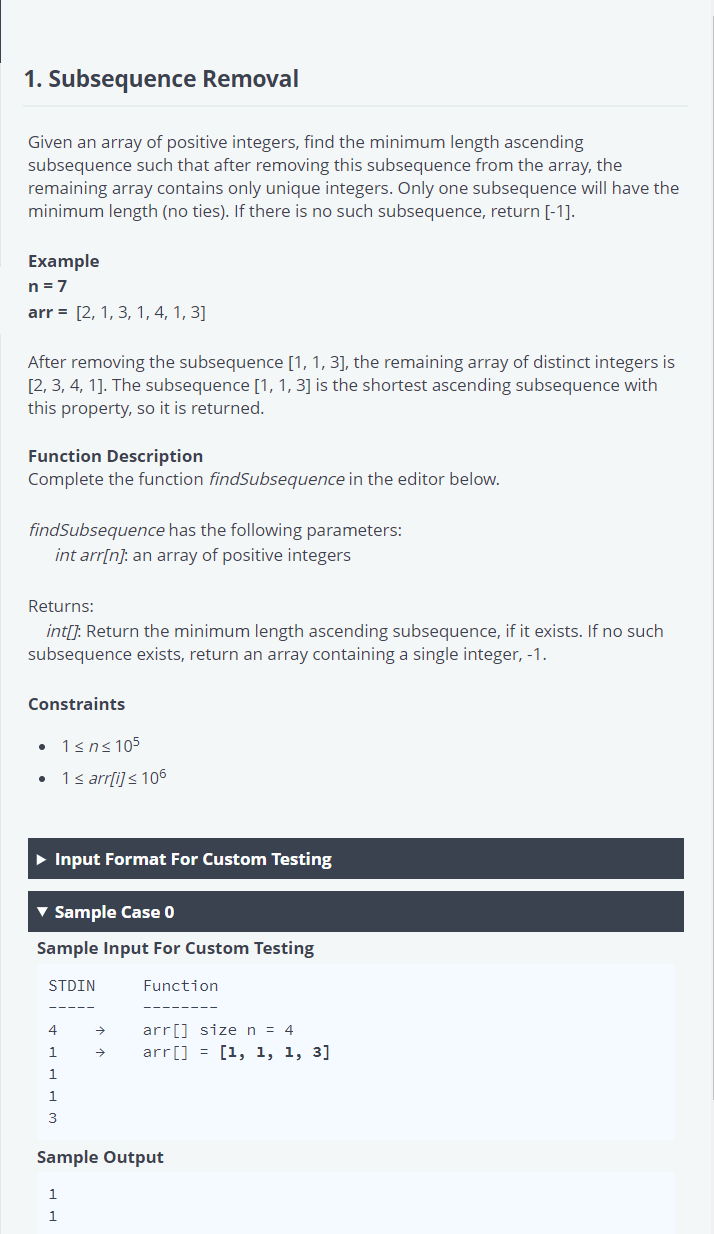 1. Subsequence Removal
Given an array of positive integers, find the minimum length ascending
subsequence such that after removing this subsequence from the array, the
remaining array contains only unique integers. Only one subsequence will have the
minimum length (no ties). If there is no such subsequence, return [-1].
Example
n = 7
arr = [2, 1, 3, 1, 4, 1, 3]
After removing the subsequence [1, 1, 3], the remaining array of distinct integers is
[2, 3, 4, 1]. The subsequence [1, 1, 3] is the shortest ascending subsequence with
this property, so it is returned.
Function Description
Complete the function findSubsequence in the editor below.
findSubsequence has the following parameters:
int arr[n]: an array of positive integers
Returns:
int[]: Return the minimum length ascending subsequence, if it exists. If no such
subsequence exists, return an array containing a single integer, -1.
Constraints
• 1 ≤ n ≤ 10⁵
• 1 ≤ arr[i] ≤ 10⁶
▶ Input Format For Custom Testing
▼ Sample Case 0
Sample Input For Custom Testing
STDIN Function
----- --------
4 → arr[] size n = 4
1 → arr[] = [1, 1, 1, 3]
1
1
3
Sample Output
1
1